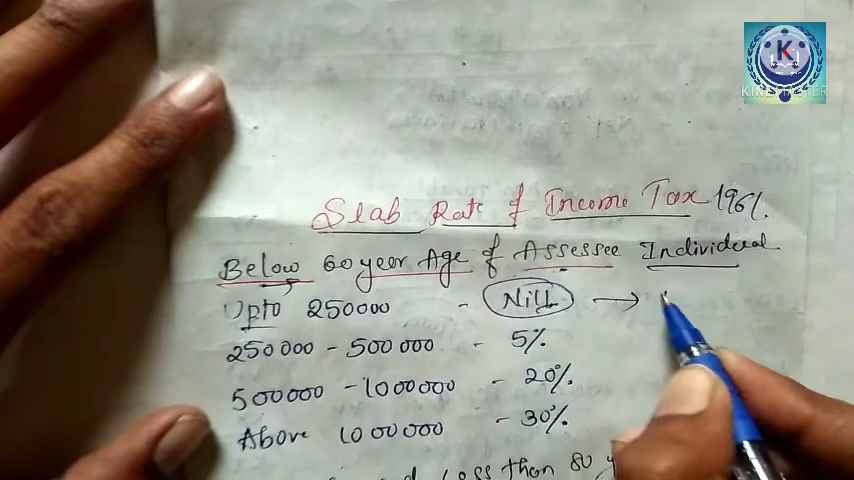 KINEMASTER
Slab Rate of Income Tax 1961.
Below 60 year Age of Assessee Individual
Upto 250000 - Nill →
250000 - 500000 - 5%
500000 - 1000000 - 20%
Above 1000000 - 30%
less than 80